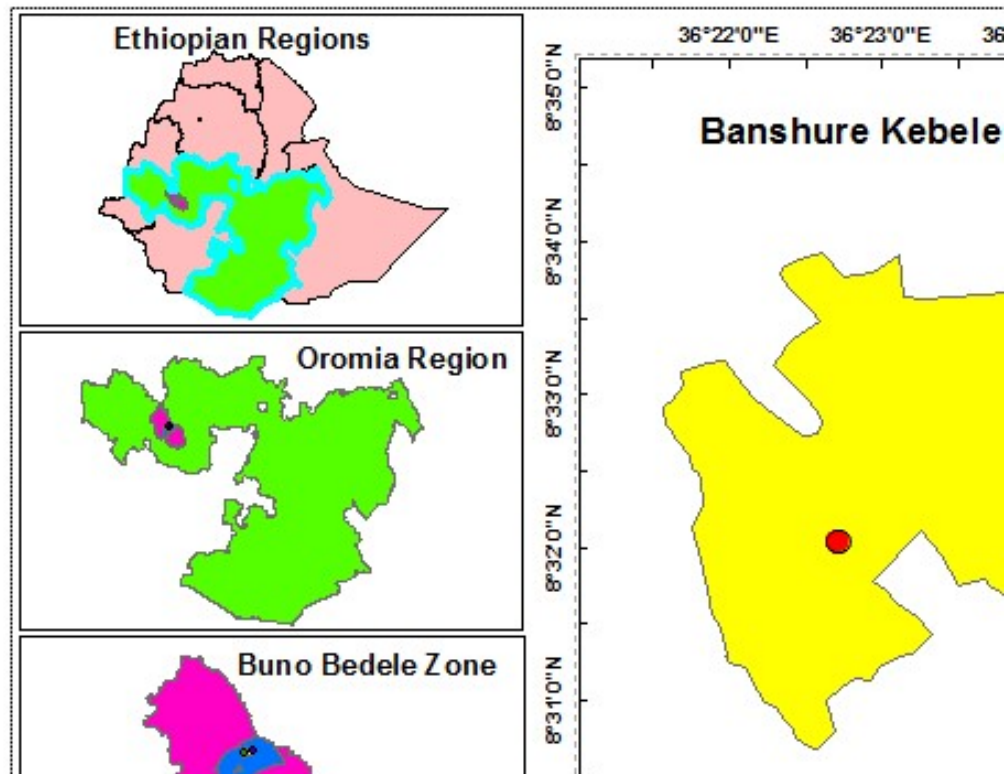 Ethiopian Regions
Oromia Region
Buno Bedele Zone
36°22'0"E 36°23'0"E 36
Banshure Kebele
8°35'0"N
8°34'0"N
8°33'0"N
8°32'0"N
8°31'0"N